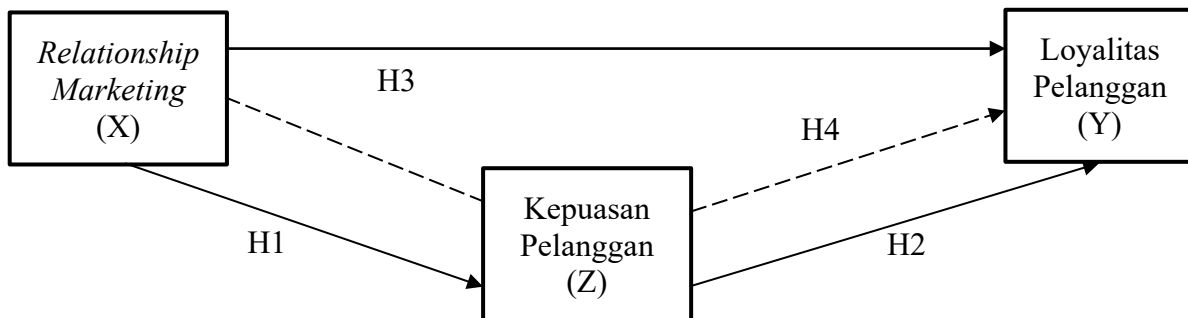 Relationship
Marketing
(X)
H3
Loyalitas
Pelanggan
(Y)
H4
H1
Kepuasan
Pelanggan
(Z)
H2